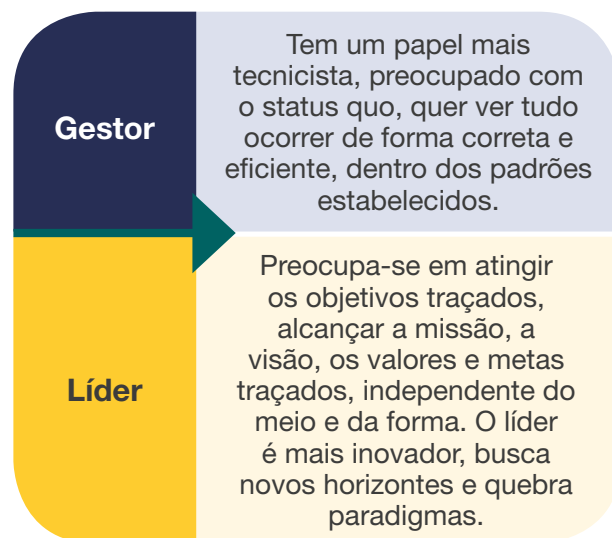 Gestor
Tem um papel mais
tecnicista, preocupado com
o status quo, quer ver tudo
ocorrer de forma correta e
eficiente, dentro dos padrões
estabelecidos.
Líder
Preocupa-se em atingir
os objetivos traçados,
alcançar a missão, a
visão, os valores e metas
traçados, independente do
meio e da forma. O líder
é mais inovador, busca
novos horizontes e quebra
paradigmas.